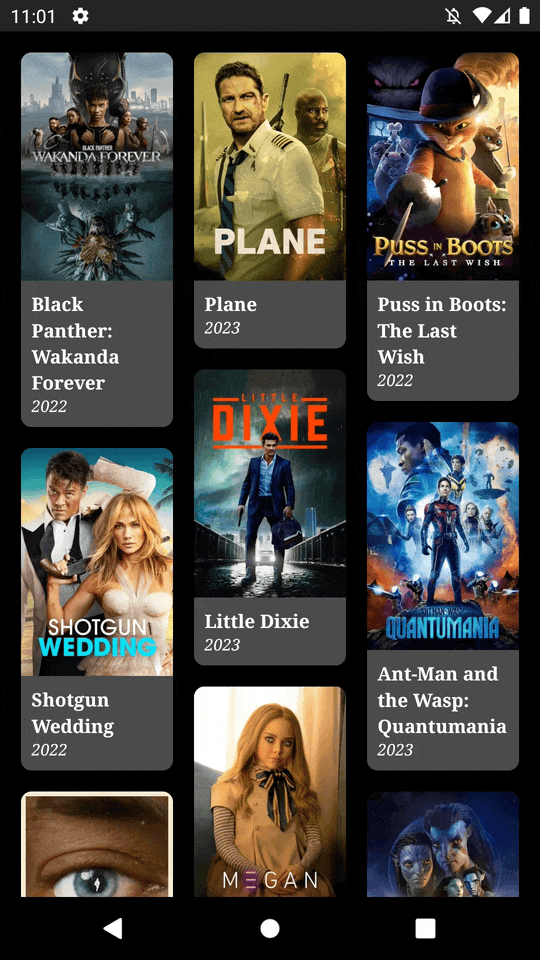 11:01
BLACK PANTHER
WAKANDA FOREVER
Black
Panther:
Wakanda
Forever
2022
PLANE
Plane
2023
PUSS IN BOOTS
THE LAST WISH
Puss in Boots:
The Last
Wish
2022
SHOTGUN
WEDDING
Shotgun
Wedding
2022
LITTLE
DIXIE
Little Dixie
2023
ANT-MAN AND THE WASP
QUANTUMANIA
Ant-Man and
the Wasp:
Quantumania
2023
M3GAN